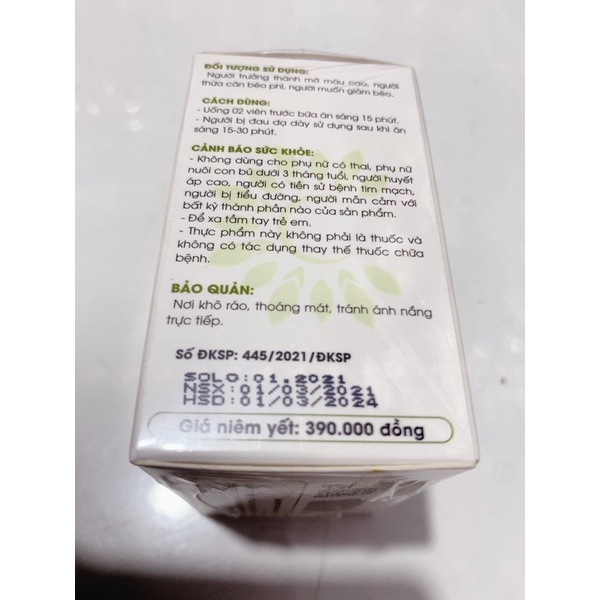 ĐỐI TƯỢNG SỬ DỤNG:
Người trưởng thành mỡ máu cao, người
thừa cân béo phì, người muốn giảm béo.
CÁCH DÙNG:
- Uống 02 viên trước bữa ăn sáng 15 phút.
- Người bị đau dạ dày sử dụng sau khi ăn
sáng 15-30 phút.
CẢNH BÁO SỨC KHỎE:
- Không dùng cho phụ nữ có thai, phụ nữ
nuôi con bú dưới 3 tháng tuổi, người huyết
áp cao, người có tiền sử bệnh tim mạch,
người bị tiểu đường, người mẫn cảm với
bất kỳ thành phần nào của sản phẩm.
- Để xa tầm tay trẻ em.
- Thực phẩm này không phải là thuốc và
không có tác dụng thay thế thuốc chữa
bệnh.
BẢO QUẢN:
Nơi khô ráo, thoáng mát, tránh ánh nắng
trực tiếp.
Số ĐKSP: 445/2021/ĐKSP
SOLO:01.2021
NSX:01/03/2021
HSD:01/03/2024
Giá niêm yết: 390.000 đồng